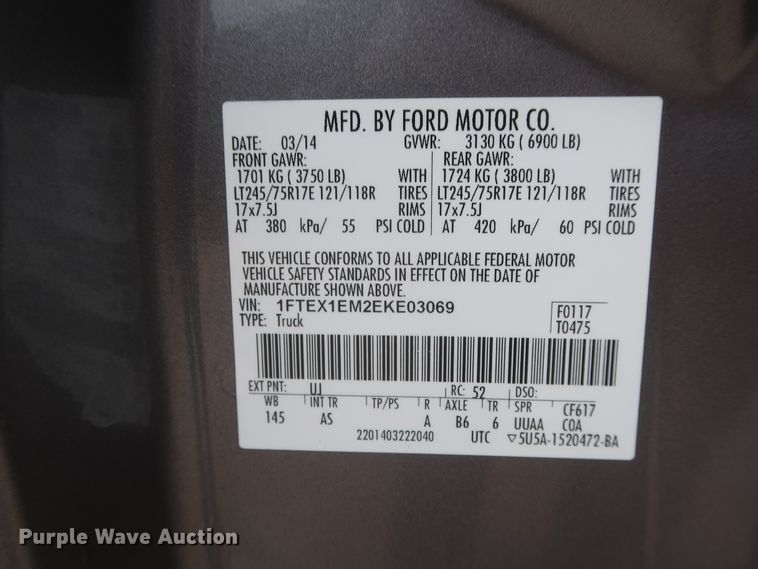 MFD. BY FORD MOTOR CO.
DATE: 03/14 GVWR: 3130 KG ( 6900 LB)
FRONT GAWR: REAR GAWR:
1701 KG ( 3750 LB) WITH 1724 KG ( 3800 LB) WITH
LT245/75R17E 121/118R TIRES LT245/75R17E 121/118R TIRES
17x7.5J RIMS 17x7.5J RIMS
AT 380 kPa/ 55 PSI COLD AT 420 kPa/ 60 PSI COLD
THIS VEHICLE CONFORMS TO ALL APPLICABLE FEDERAL MOTOR
VEHICLE SAFETY STANDARDS IN EFFECT ON THE DATE OF
MANUFACTURE SHOWN ABOVE.
VIN: 1FTEX1EM2EKE03069 F0117
TYPE: Truck T0475
EXT PNT: UJ RC: 52 DSO:
WB INT TR TP/PS R AXLE TR SPR CF617
145 AS A B6 6 UUAA COA
2201403222040 UTC ▽5U5A-1520472-BA
Purple Wave Auction